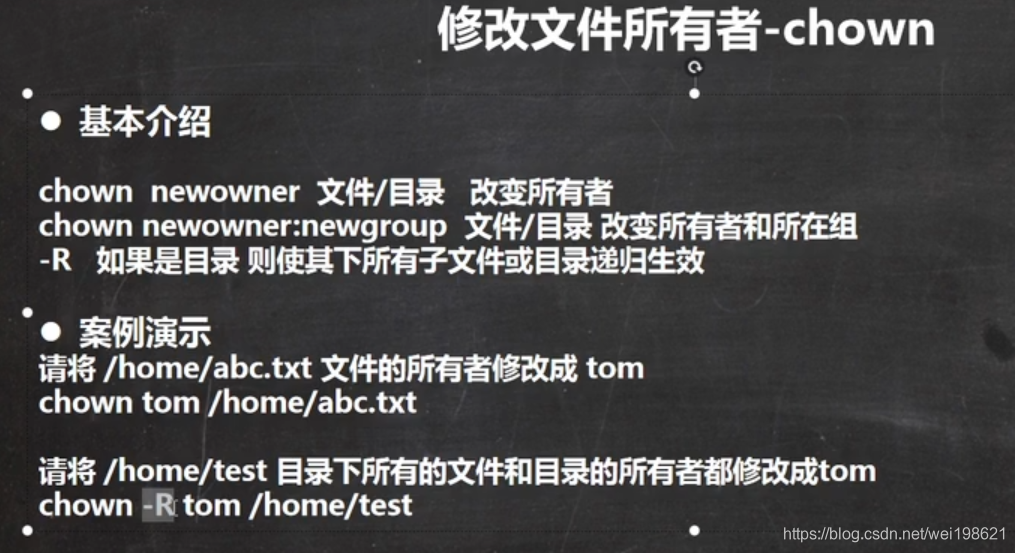 修改文件所有者-chown
● 基本介绍
chown newowner 文件/目录 改变所有者
chown newowner:newgroup 文件/目录 改变所有者和所在组
-R 如果是目录 则使其下所有子文件或目录递归生效
● 案例演示
请将 /home/abc.txt 文件的所有者修改成 tom
chown tom /home/abc.txt
请将 /home/test 目录下所有的文件和目录的所有者都修改成tom
chown -R tom /home/test
https://blog.csdn.net/wei198621